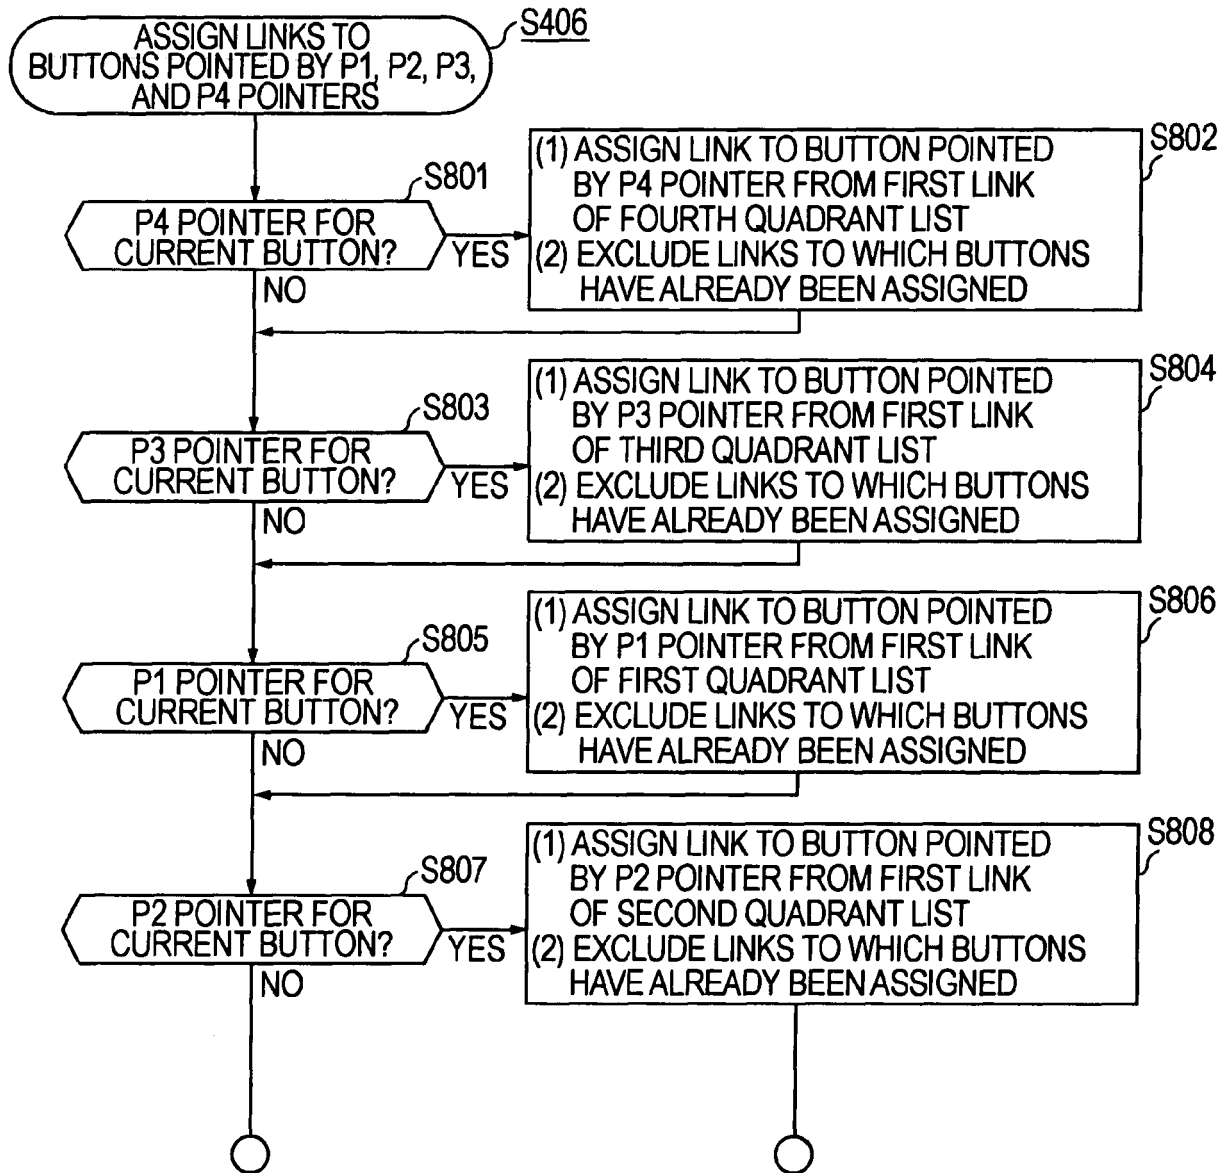 S406
ASSIGN LINKS TO
BUTTONS POINTED BY P1, P2, P3,
AND P4 POINTERS
S801
P4 POINTER FOR
CURRENT BUTTON?
YES
NO
S802
(1) ASSIGN LINK TO BUTTON POINTED
BY P4 POINTER FROM FIRST LINK
OF FOURTH QUADRANT LIST
(2) EXCLUDE LINKS TO WHICH BUTTONS
HAVE ALREADY BEEN ASSIGNED
S803
P3 POINTER FOR
CURRENT BUTTON?
YES
NO
S804
(1) ASSIGN LINK TO BUTTON POINTED
BY P3 POINTER FROM FIRST LINK
OF THIRD QUADRANT LIST
(2) EXCLUDE LINKS TO WHICH BUTTONS
HAVE ALREADY BEEN ASSIGNED
S805
P1 POINTER FOR
CURRENT BUTTON?
YES
NO
S806
(1) ASSIGN LINK TO BUTTON POINTED
BY P1 POINTER FROM FIRST LINK
OF FIRST QUADRANT LIST
(2) EXCLUDE LINKS TO WHICH BUTTONS
HAVE ALREADY BEEN ASSIGNED
S807
P2 POINTER FOR
CURRENT BUTTON?
YES
NO
S808
(1) ASSIGN LINK TO BUTTON POINTED
BY P2 POINTER FROM FIRST LINK
OF SECOND QUADRANT LIST
(2) EXCLUDE LINKS TO WHICH BUTTONS
HAVE ALREADY BEEN ASSIGNED